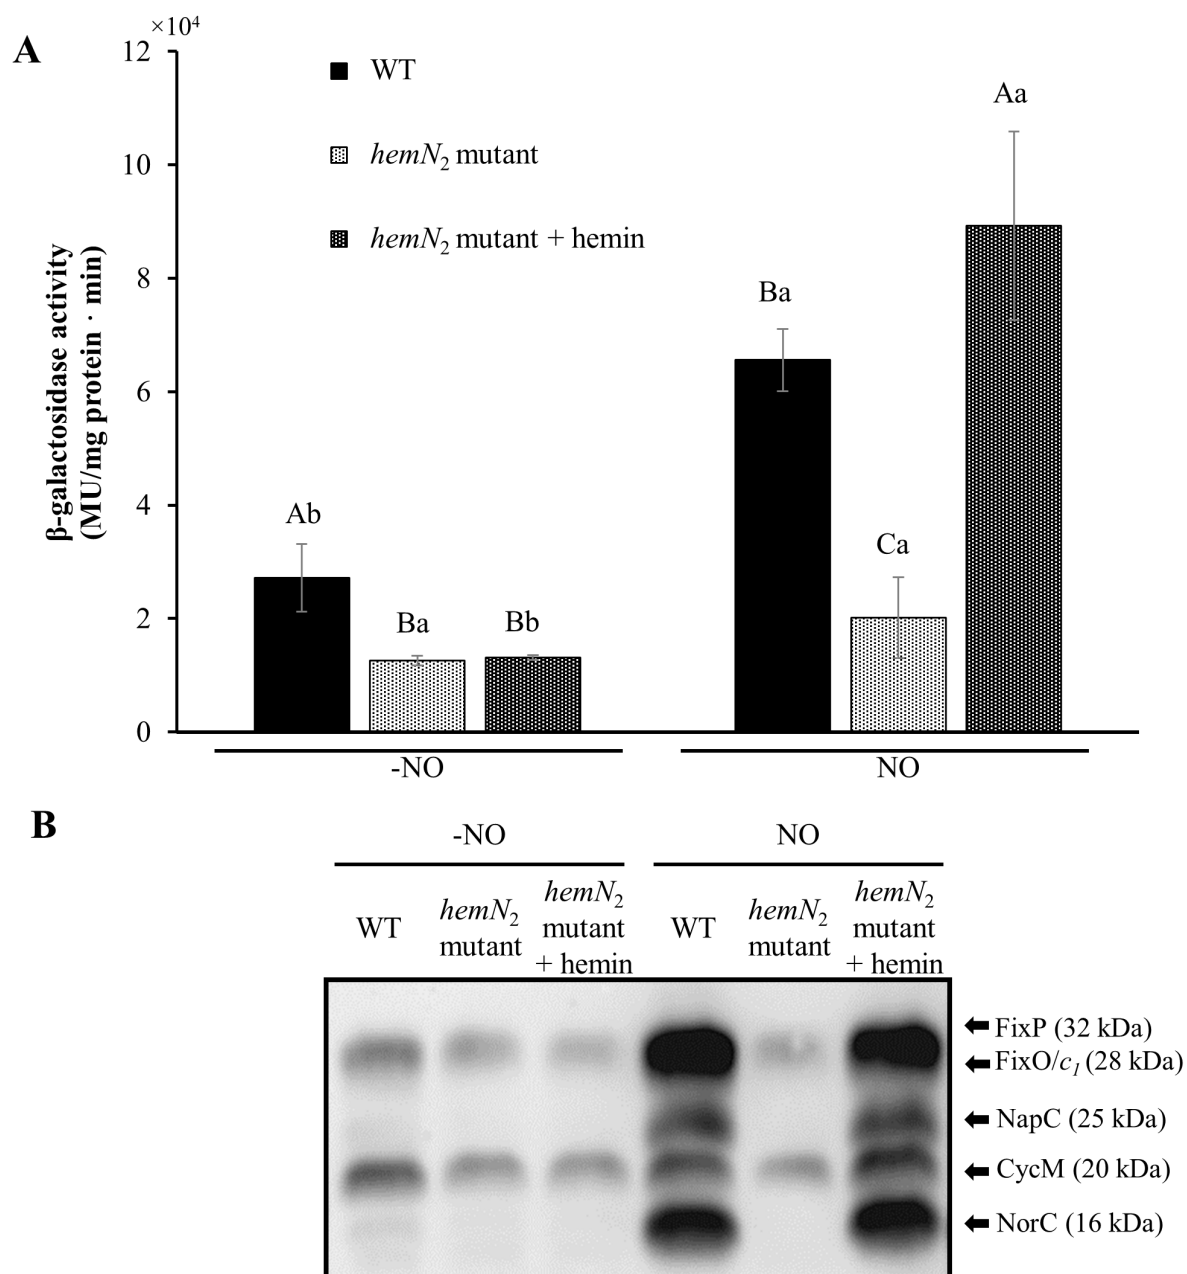 A
×10⁴
12
10
8
6
4
2
0
β-galactosidase activity
(MU/mg protein · min)
WT
hemN₂ mutant
hemN₂ mutant + hemin
Ab
Ba
Bb
Ba
Ca
Aa
-NO
NO
B
-NO
NO
WT
hemN₂
mutant
hemN₂
mutant
+ hemin
WT
hemN₂
mutant
hemN₂
mutant
+ hemin
FixP (32 kDa)
FixO/c₁ (28 kDa)
NapC (25 kDa)
CycM (20 kDa)
NorC (16 kDa)